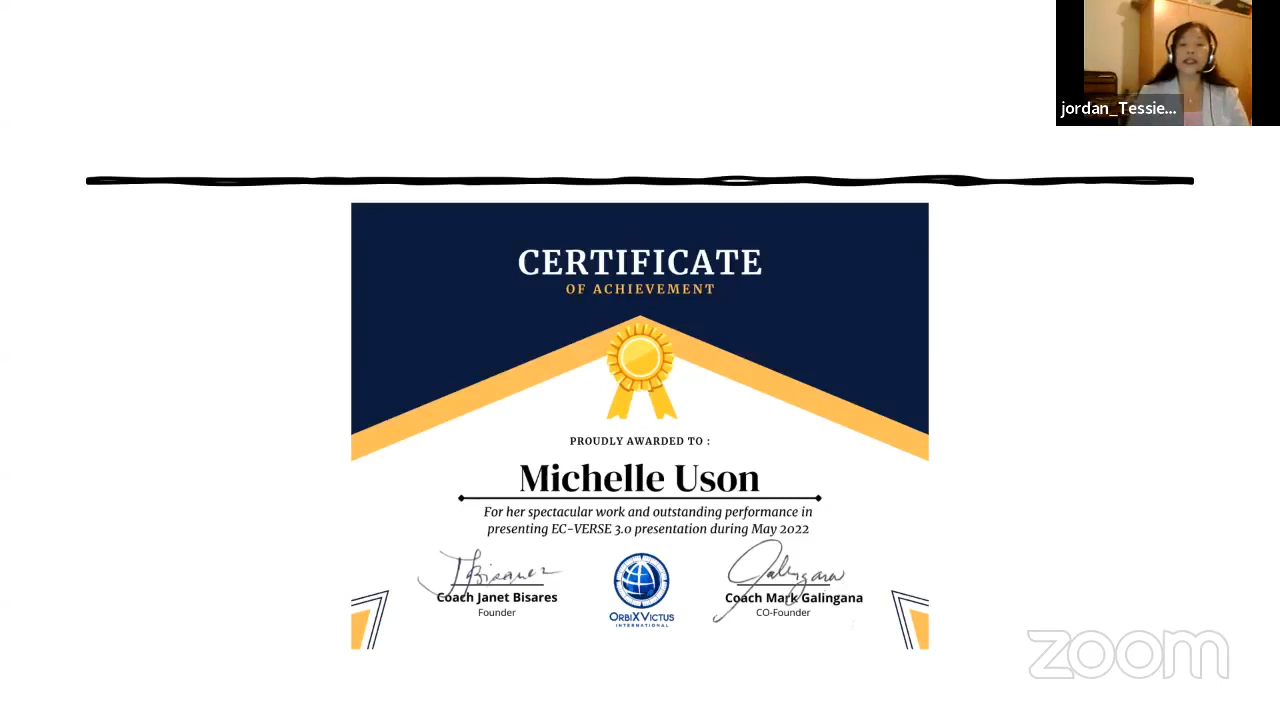 jordan_Tessie...
CERTIFICATE
OF ACHIEVEMENT
PROUDLY AWARDED TO :
Michelle Uson
For her spectacular work and outstanding performance in
presenting EC-VERSE 3.0 presentation during May 2022
JBisares
Galingana
Coach Janet Bisares
Coach Mark Galingana
Founder
CO-Founder
ORBIXVICTUS
INTERNATIONAL
zoom